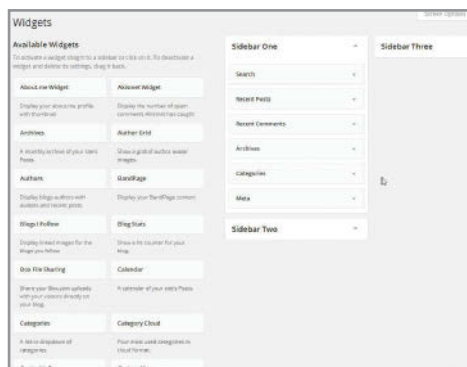 Screen Options
Widgets
Available Widgets
To activate a widget drag it to a sidebar or click on it. To deactivate a
widget and delete its settings, drag it back.
About.me Widget
Display your about.me profile
with thumbnail
Akismet Widget
Display the number of spam
comments Akismet has caught
Archives
A monthly archive of your site's
Posts.
Author Grid
Show a grid of author avatar
images.
Authors
Display blogs authors with
avatars and recent posts.
BandPage
Display your BandPage content
Blogs I Follow
Display linked images for the
blogs you follow
Blog Stats
Show a hit counter for your
blog.
Box File Sharing
Share your Box.com uploads
with your visitors directly on
your blog.
Calendar
A calendar of your site's Posts.
Categories
A list or dropdown of
categories.
Category Cloud
Your most used categories in
cloud format.
Sidebar One
Search
Recent Posts
Recent Comments
Archives
Categories
Meta
Sidebar Two
Sidebar Three